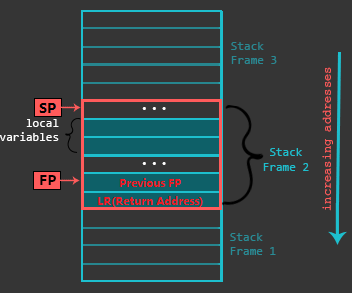 Stack
Frame 3
SP
...
local
variables
...
FP
Previous FP
LR(Return Address)
Stack
Frame 2
Stack
Frame 1
increasing addresses